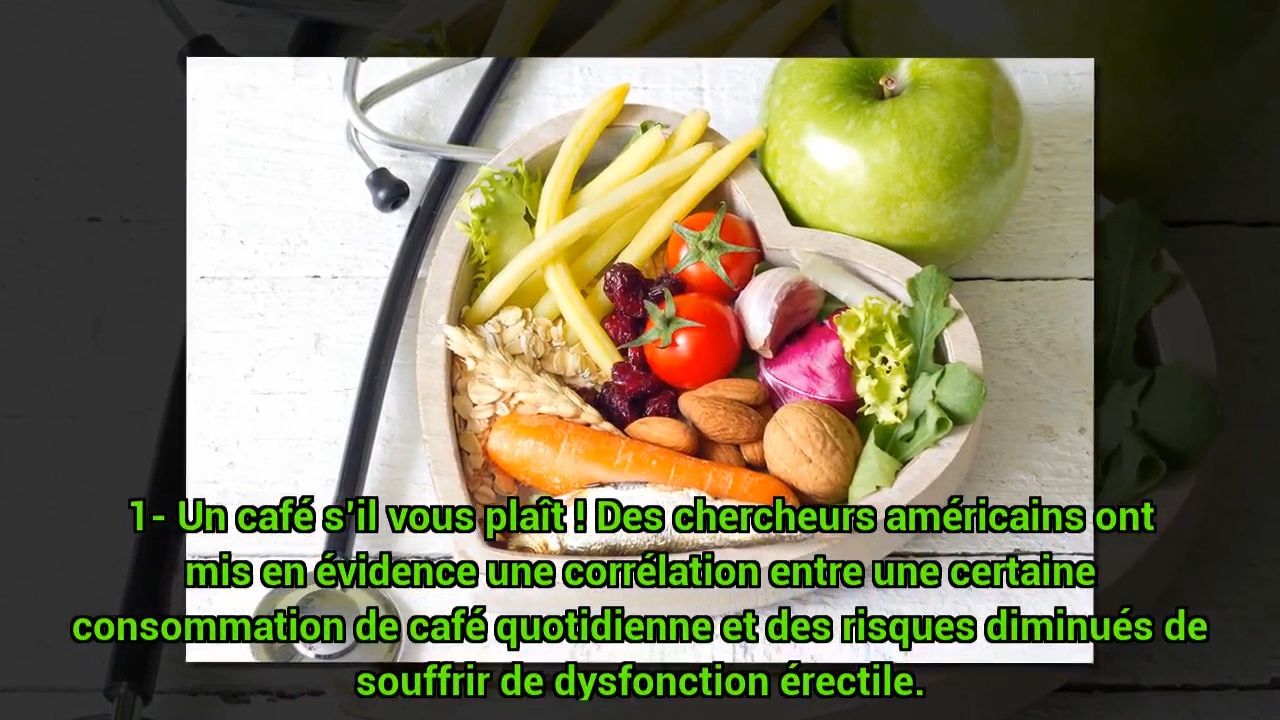 1- Un café s'il vous plaît ! Des chercheurs américains ont
mis en évidence une corrélation entre une certaine
consommation de café quotidienne et des risques diminués de
souffrir de dysfonction érectile.